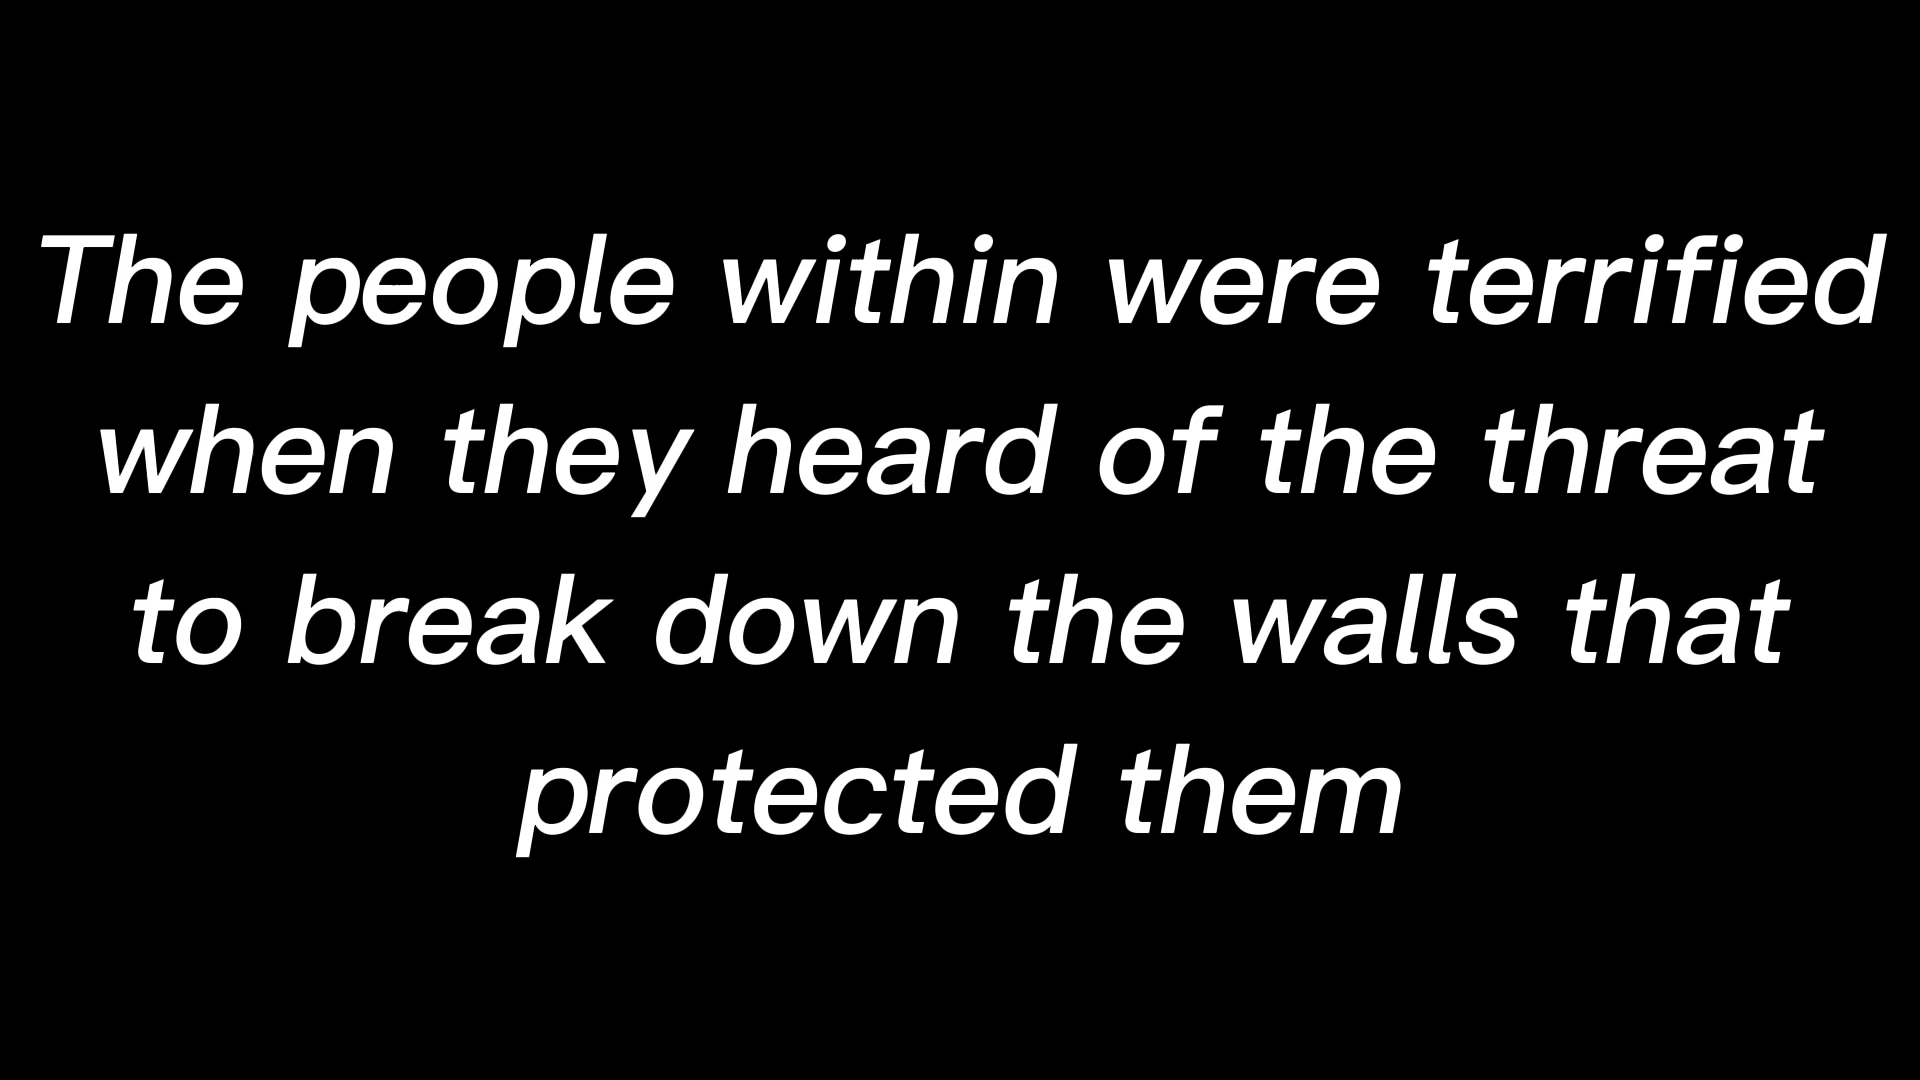 The people within were terrified
when they heard of the threat
to break down the walls that
protected them